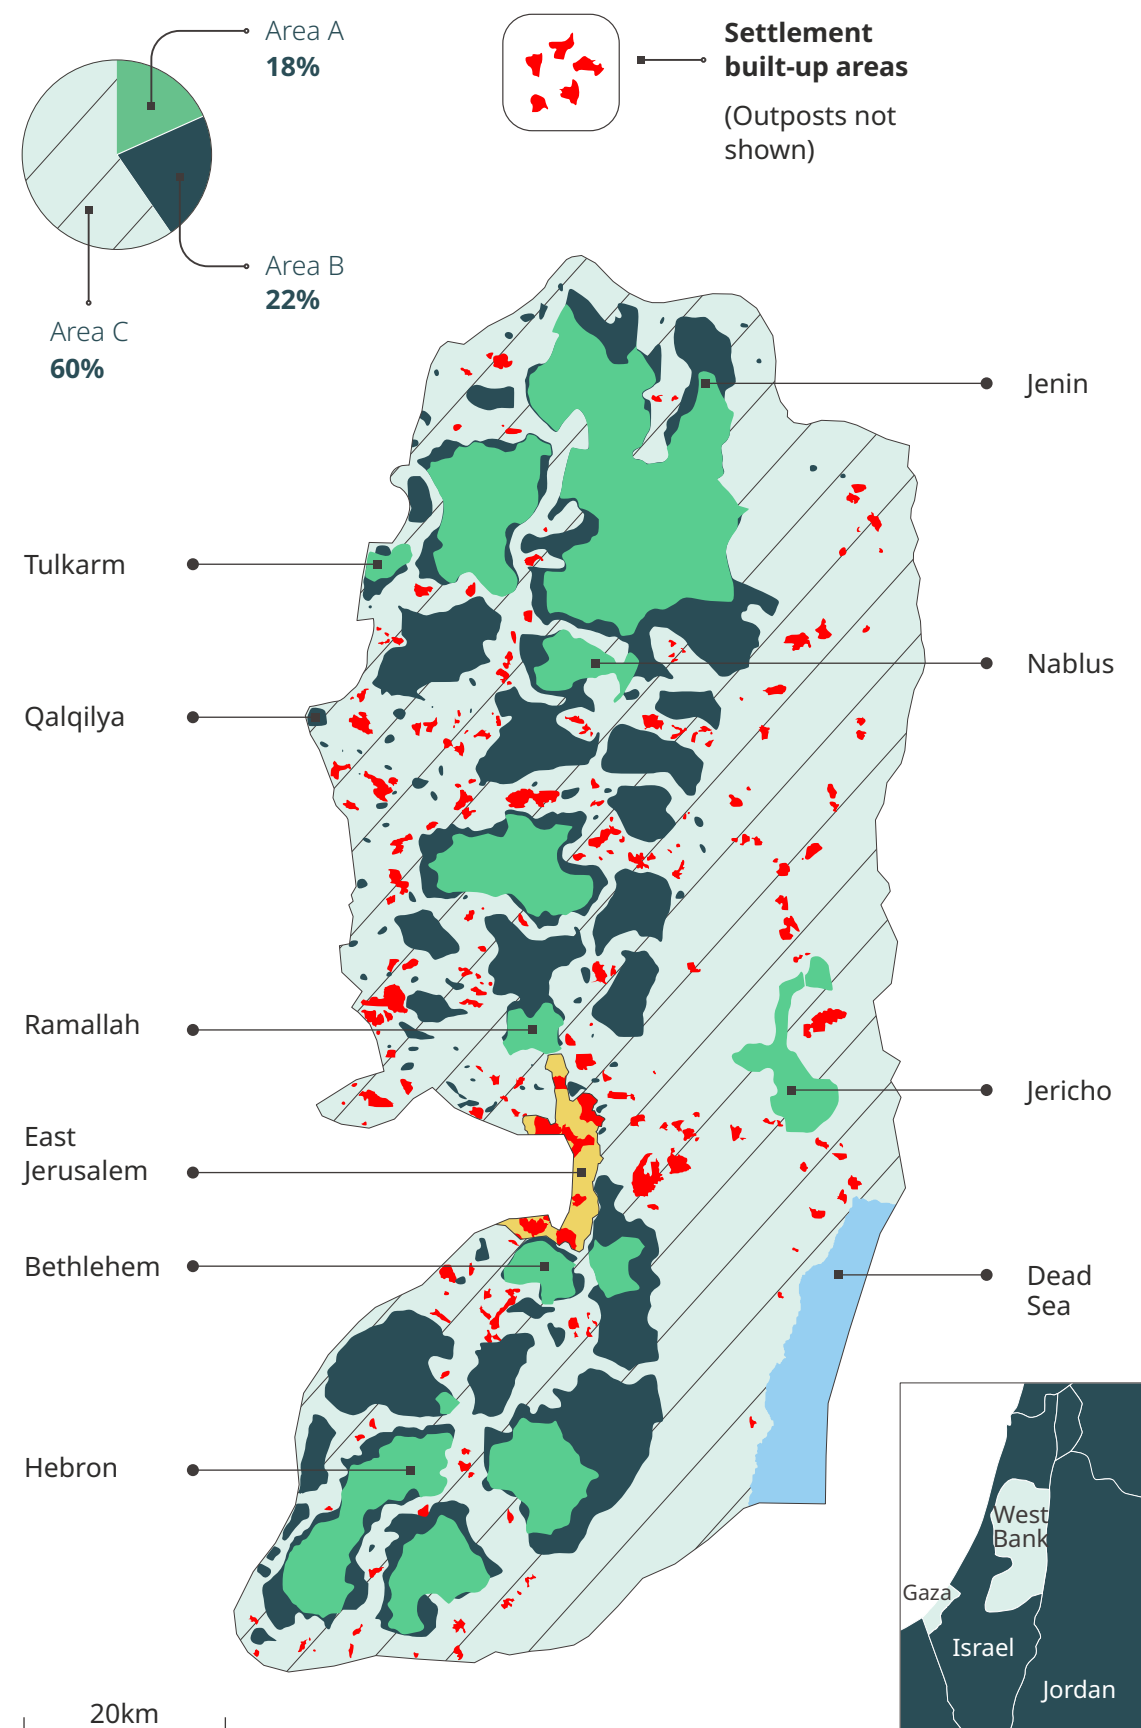 Area A
18%
Settlement
built-up areas
(Outposts not
shown)
Area B
22%
Area C
60%
Jenin
Tulkarm
Nablus
Qalqilya
Ramallah
Jericho
East
Jerusalem
Bethlehem
Dead
Sea
Hebron
West
Bank
Gaza
Israel
Jordan
20km